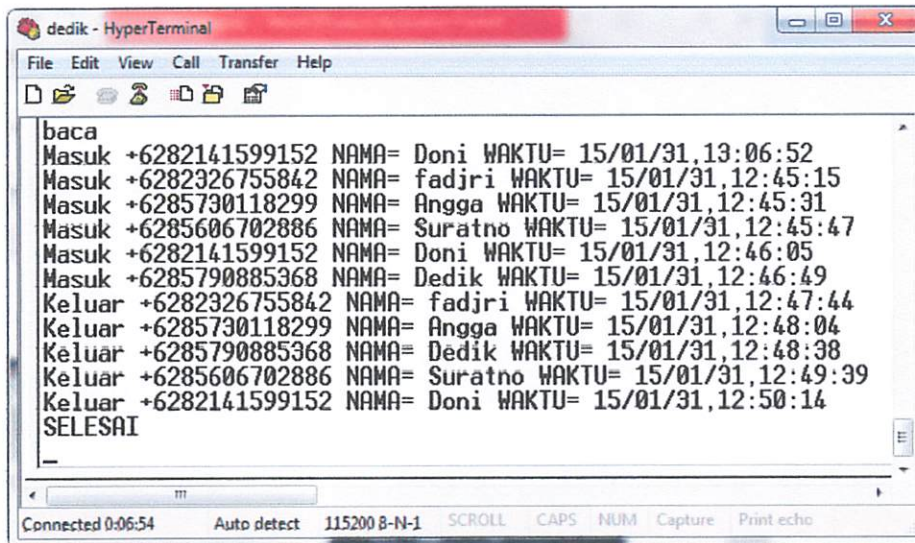 dedik - HyperTerminal
File Edit View Call Transfer Help
baca
Masuk +6282141599152 NAMA= Doni WAKTU= 15/01/31,13:06:52
Masuk +6282326755842 NAMA= fadjri WAKTU= 15/01/31,12:45:15
Masuk +6285730118299 NAMA= Angga WAKTU= 15/01/31,12:45:31
Masuk +6285606702886 NAMA= Suratno WAKTU= 15/01/31,12:45:47
Masuk +6282141599152 NAMA= Doni WAKTU= 15/01/31,12:46:05
Masuk +6285790885368 NAMA= Dedik WAKTU= 15/01/31,12:46:49
Keluar +6282326755842 NAMA= fadjri WAKTU= 15/01/31,12:47:44
Keluar +6285730118299 NAMA= Angga WAKTU= 15/01/31,12:48:04
Keluar +6285790885368 NAMA= Dedik WAKTU= 15/01/31,12:48:38
Keluar +6285606702886 NAMA= Suratno WAKTU= 15/01/31,12:49:39
Keluar +6282141599152 NAMA= Doni WAKTU= 15/01/31,12:50:14
SELESAI
Connected 0:06:54 Auto detect 115200 8-N-1 SCROLL CAPS NUM Capture Print echo